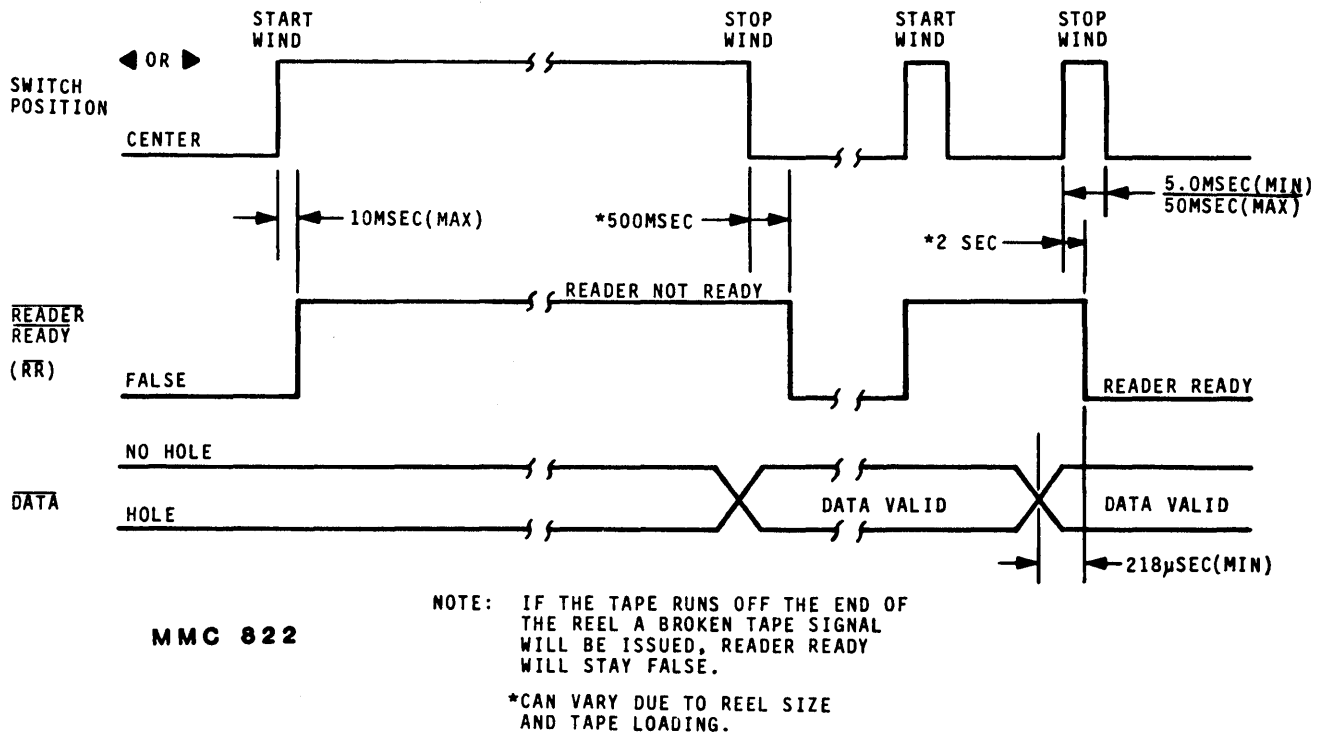 START
WIND
STOP
WIND
START
WIND
STOP
WIND
◀ OR ▶
SWITCH
POSITION
CENTER
10MSEC(MAX)
*500MSEC
5.0MSEC(MIN)
50MSEC(MAX)
*2 SEC
READER NOT READY
READER
READY
(RR)
FALSE
READER READY
NO HOLE
DATA
HOLE
DATA VALID
DATA VALID
218μSEC(MIN)
NOTE: IF THE TAPE RUNS OFF THE END OF
THE REEL A BROKEN TAPE SIGNAL
WILL BE ISSUED, READER READY
WILL STAY FALSE.
MMC 822
*CAN VARY DUE TO REEL SIZE
AND TAPE LOADING.